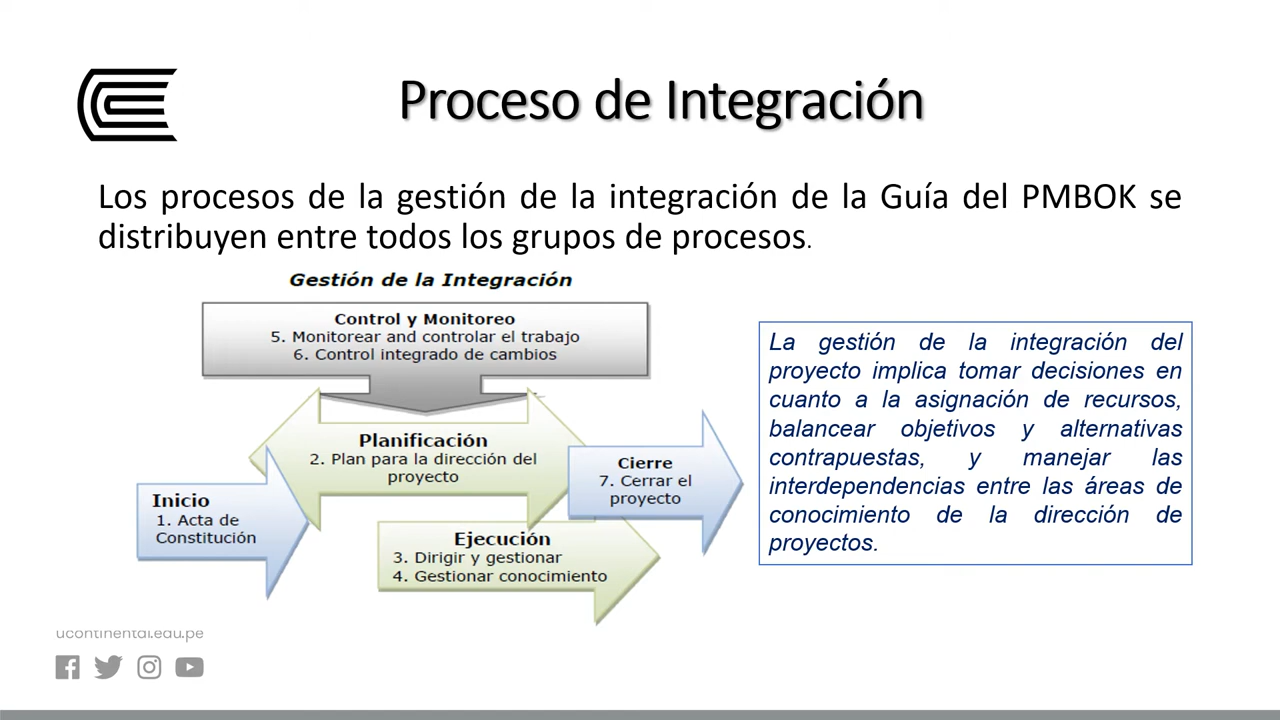 Proceso de Integración
Los procesos de la gestión de la integración de la Guía del PMBOK se
distribuyen entre todos los grupos de procesos.
Gestión de la Integración
Control y Monitoreo
5. Monitorear and controlar el trabajo
6. Control integrado de cambios
Planificación
2. Plan para la dirección del
proyecto
Inicio
1. Acta de
Constitución
Ejecución
3. Dirigir y gestionar
4. Gestionar conocimiento
Cierre
7. Cerrar el
proyecto
La gestión de la integración del
proyecto implica tomar decisiones en
cuanto a la asignación de recursos,
balancear objetivos y alternativas
contrapuestas, y manejar las
interdependencias entre las áreas de
conocimiento de la dirección de
proyectos.
ucontinental.edu.pe